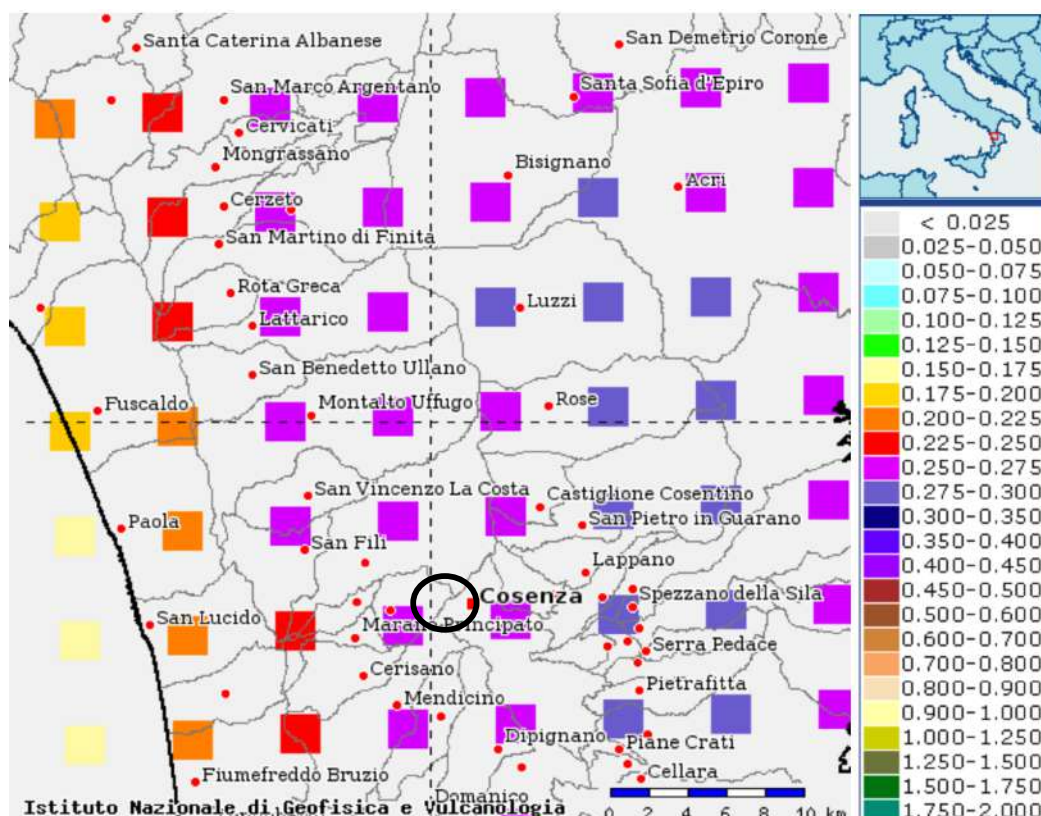 Santa Caterina Albanese
San Demetrio Corone
San Marco Argentano
Santa Sofia d'Epiro
Cervicati
Mongrassano
Bisignano
Acri
Cerzeto
San Martino di Finita
Rota Greca
Luzzi
Lattarico
San Benedetto Ullano
Fuscaldo
Montalto Uffugo
Rose
San Vincenzo La Costa
Castiglione Cosentino
Paola
San Pietro in Guarano
San Fili
Lappano
Cosenza
Spezzano della Sila
San Lucido
Marano Principato
Serra Pedace
Cerisano
Pietrafitta
Mendicino
Dipignano
Piane Crati
Fiumefreddo Bruzio
Cellara
Domanico
Istituto Nazionale di Geofisica e Vulcanologia
0 2 4 6 8 10 km
< 0.025
0.025-0.050
0.050-0.075
0.075-0.100
0.100-0.125
0.125-0.150
0.150-0.175
0.175-0.200
0.200-0.225
0.225-0.250
0.250-0.275
0.275-0.300
0.300-0.350
0.350-0.400
0.400-0.450
0.450-0.500
0.500-0.600
0.600-0.700
0.700-0.800
0.800-0.900
0.900-1.000
1.000-1.250
1.250-1.500
1.500-1.750
1.750-2.000